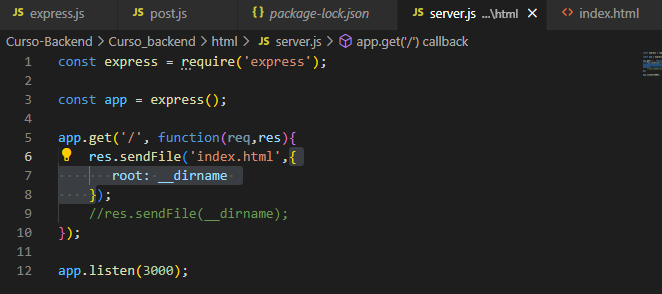 JS express.js JS post.js { } package-lock.json JS server.js ...\html × <> index.html
Curso-Backend > Curso_backend > html > JS server.js > app.get('/') callback
1 const express = require('express');
2
3 const app = express();
4
5 app.get('/', function(req,res){
6 res.sendFile('index.html',{
7 root: __dirname
8 });
9 //res.sendFile(__dirname);
10 });
11
12 app.listen(3000);